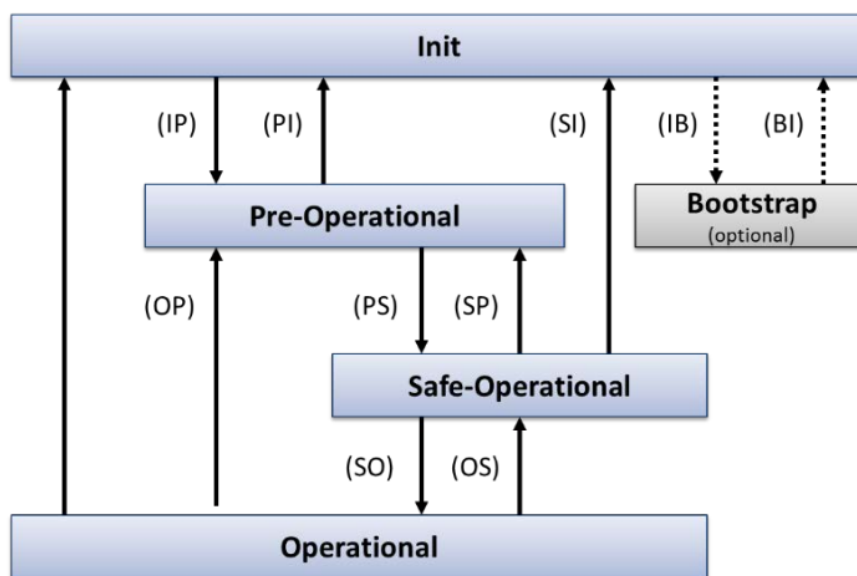 Init
(IP)
(PI)
(SI)
(IB)
(BI)
Pre-Operational
Bootstrap
(optional)
(OP)
(PS)
(SP)
Safe-Operational
(SO)
(OS)
Operational